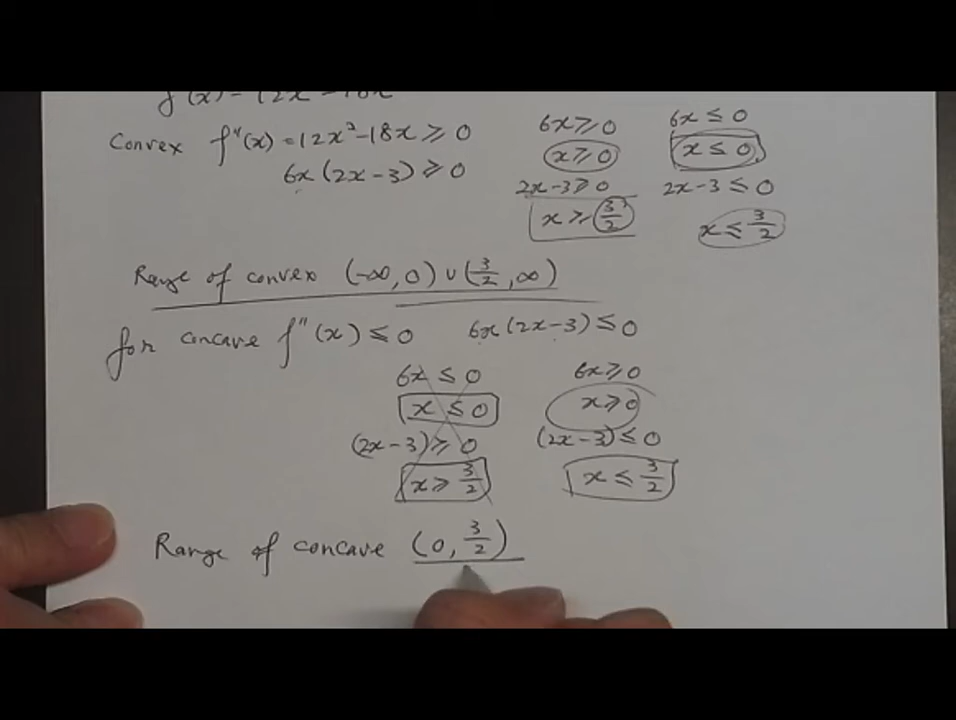 Convex f''(x) = 12x² - 18x ≥ 0
6x(2x - 3) ≥ 0
6x ≥ 0
x ≥ 0
2x - 3 ≥ 0
x ≥ 3/2
6x ≤ 0
x ≤ 0
2x - 3 ≤ 0
x ≤ 3/2
Range of convex (-∞, 0) ∪ (3/2, ∞)
for concave f''(x) ≤ 0 6x(2x - 3) ≤ 0
6x ≤ 0
x ≤ 0
(2x - 3) ≥ 0
x ≥ 3/2
6x ≥ 0
x ≥ 0
(2x - 3) ≤ 0
x ≤ 3/2
Range of concave (0, 3/2)